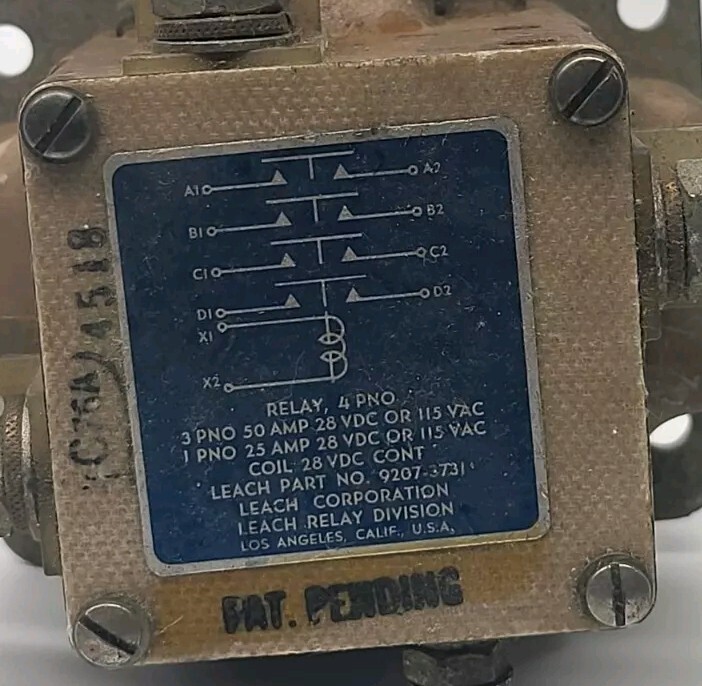 A1 A2
B1 B2
C1 C2
D1 D2
X1
X2
RELAY, 4 PNO
3 PNO 50 AMP 28 VDC OR 115 VAC
1 PNO 25 AMP 28 VDC OR 115 VAC
COIL 28 VDC CONT
LEACH PART NO. 9207-3731
LEACH CORPORATION
LEACH RELAY DIVISION
LOS ANGELES, CALIF., U.S.A.
PAT. PENDING